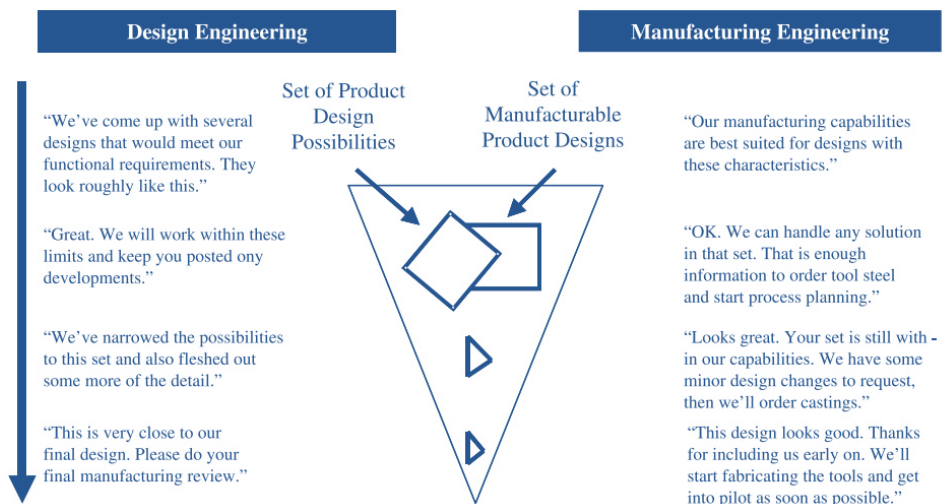 Design Engineering
Manufacturing Engineering
Set of Product
Design
Possibilities
Set of
Manufacturable
Product Designs
“We’ve come up with several
designs that would meet our
functional requirements. They
look roughly like this.”
“Our manufacturing capabilities
are best suited for designs with
these characteristics.”
“Great. We will work within these
limits and keep you posted ony
developments.”
“OK. We can handle any solution
in that set. That is enough
information to order tool steel
and start process planning.”
“We’ve narrowed the possibilities
to this set and also fleshed out
some more of the detail.”
“Looks great. Your set is still with -
in our capabilities. We have some
minor design changes to request,
then we’ll order castings.”
“This is very close to our
final design. Please do your
final manufacturing review.”
“This design looks good. Thanks
for including us early on. We’ll
start fabricating the tools and get
into pilot as soon as possible.”